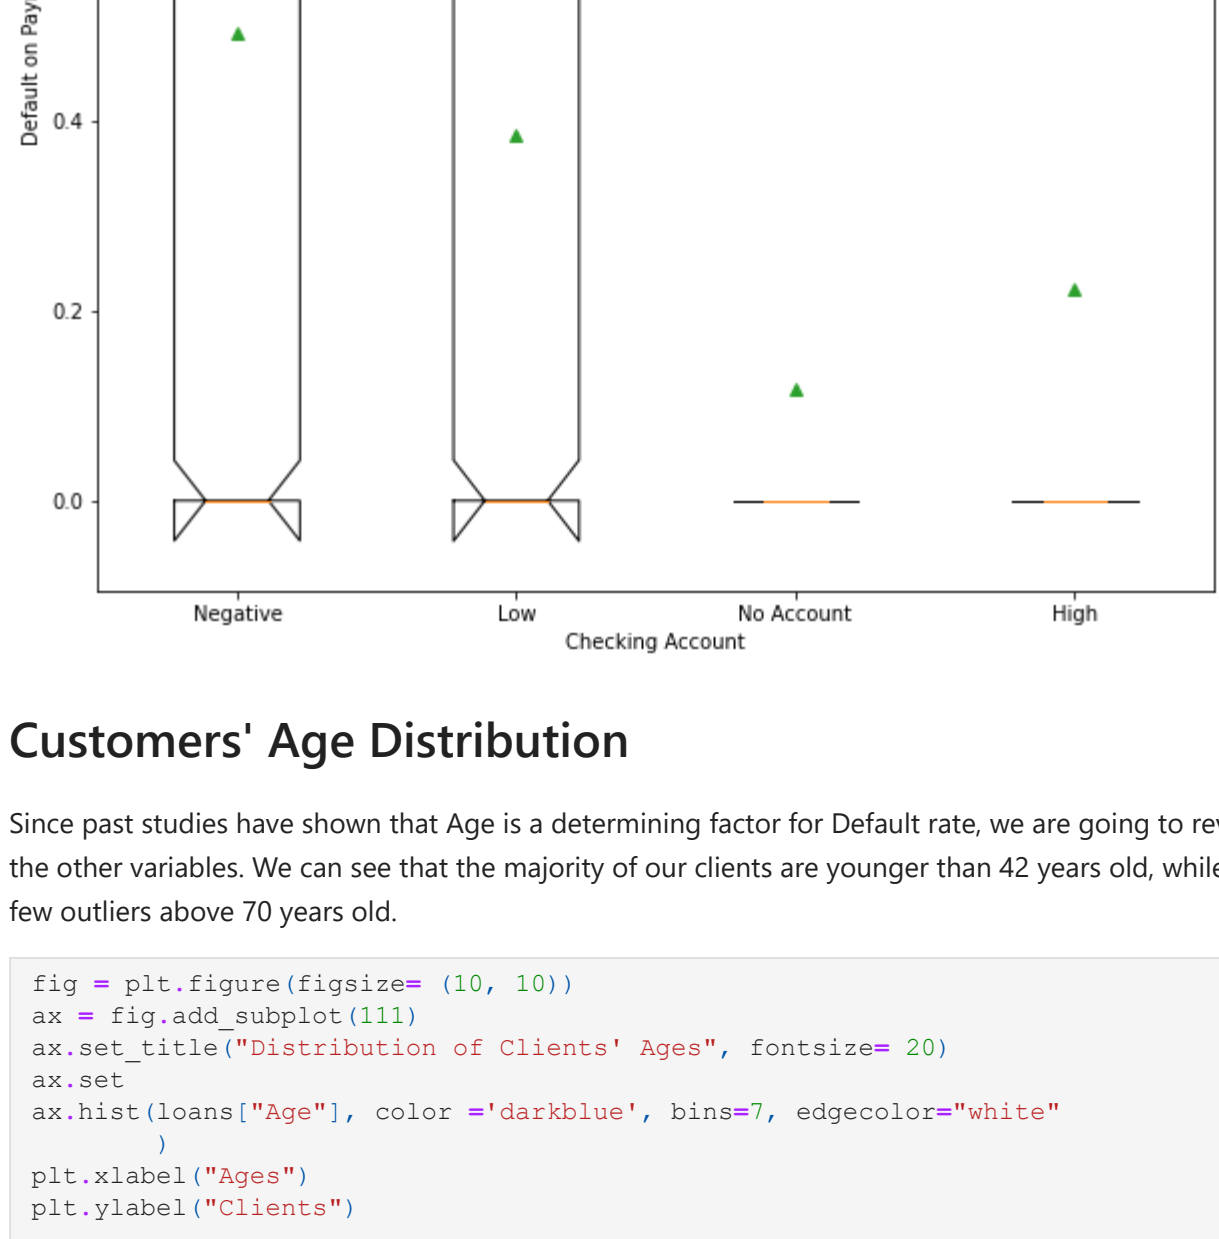 Default on
0.4
0.2
0.0
Negative Low No Account High
Checking Account
Customers' Age Distribution
Since past studies have shown that Age is a determining factor for Default rate, we are going to
the other variables. We can see that the majority of our clients are younger than 42 years old, while
few outliers above 70 years old.
fig = plt.figure(figsize= (10, 10))
ax = fig.add_subplot(111)
ax.set_title("Distribution of Clients' Ages", fontsize= 20)
ax.set
ax.hist(loans["Age"], color ='darkblue', bins=7, edgecolor="white"
)
plt.xlabel("Ages")
plt.ylabel("Clients")